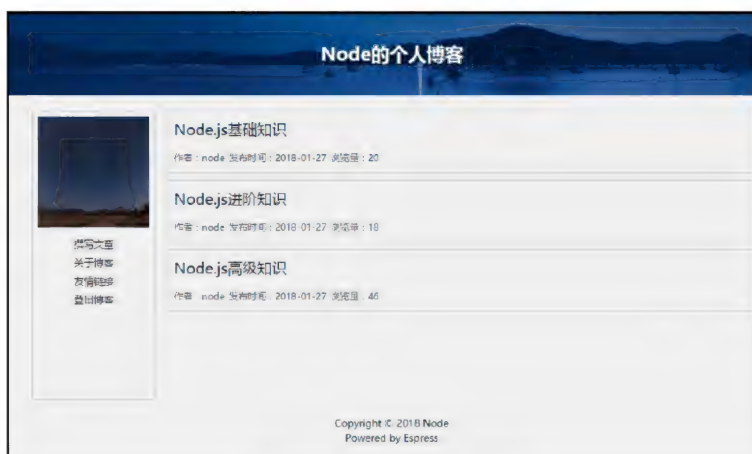 Node的个人博客
撰写文章
关于博客
友情链接
登出博客
Node.js基础知识
作者：node 发布时间：2018-01-27 浏览量：20
Node.js进阶知识
作者：node 发布时间：2018-01-27 浏览量：18
Node.js高级知识
作者：node 发布时间：2018-01-27 浏览量：46
Copyright © 2018 Node
Powered by Espress